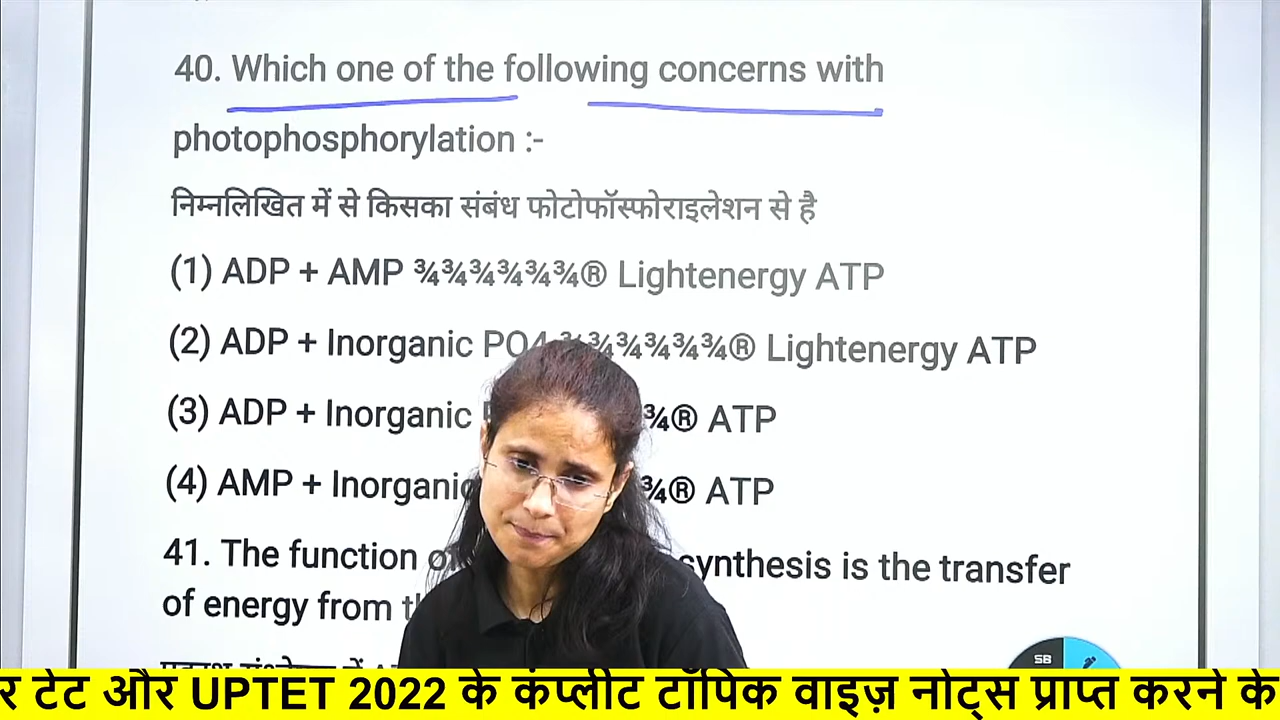 40. Which one of the following concerns with
photophosphorylation :-
निम्नलिखित में से किसका संबंध फोटोफॉस्फोराइलेशन से है
(1) ADP + AMP ¾¾¾¾¾¾® Lightenergy ATP
(2) ADP + Inorganic PO4 ¾¾¾¾¾¾® Lightenergy ATP
(3) ADP + Inorganic ¾® ATP
(4) AMP + Inorganic ¾® ATP
41. The function synthesis is the transfer
of energy from
SB
र टेट और UPTET 2022 के कंप्लीट टॉपिक वाइज़ नोट्स प्राप्त करने के